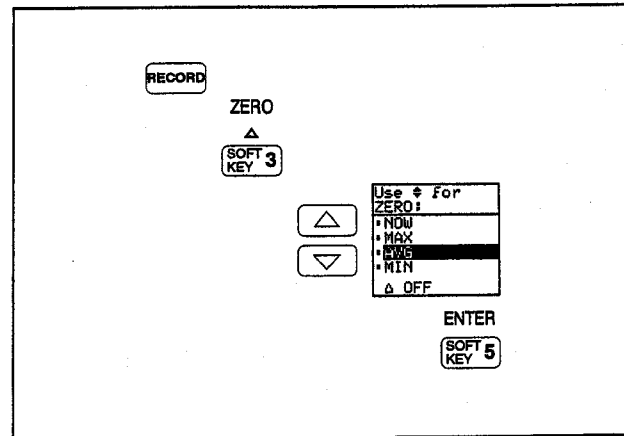 RECORD
ZERO
△
SOFT
KEY 3
Use ♦ for
ZERO:
▪NOW
▪MAX
▪AVG
▪MIN
△ OFF
ENTER
SOFT
KEY 5